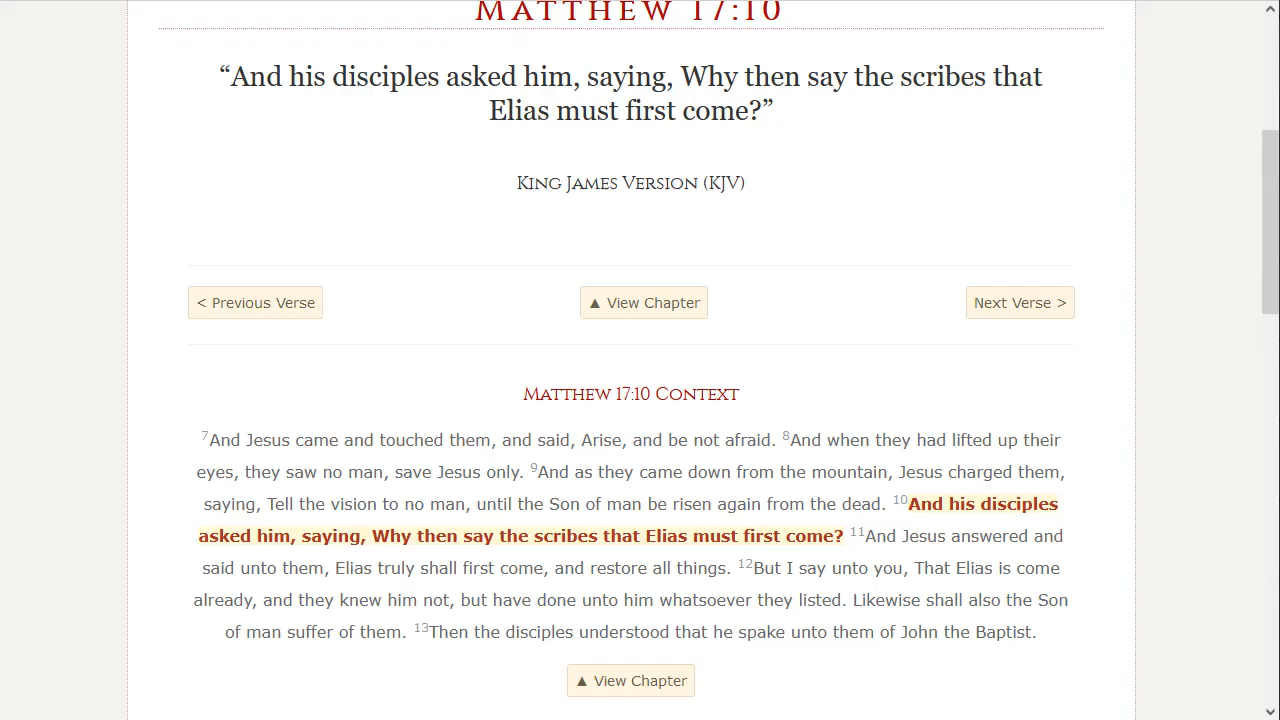 MATTHEW 17:10
“And his disciples asked him, saying, Why then say the scribes that
Elias must first come?”
King James Version (KJV)
< Previous Verse
▲ View Chapter
Next Verse >
Matthew 17:10 Context
7And Jesus came and touched them, and said, Arise, and be not afraid. 8And when they had lifted up their
eyes, they saw no man, save Jesus only. 9And as they came down from the mountain, Jesus charged them,
saying, Tell the vision to no man, until the Son of man be risen again from the dead. 10And his disciples
asked him, saying, Why then say the scribes that Elias must first come? 11And Jesus answered and
said unto them, Elias truly shall first come, and restore all things. 12But I say unto you, That Elias is come
already, and they knew him not, but have done unto him whatsoever they listed. Likewise shall also the Son
of man suffer of them. 13Then the disciples understood that he spake unto them of John the Baptist.
▲ View Chapter